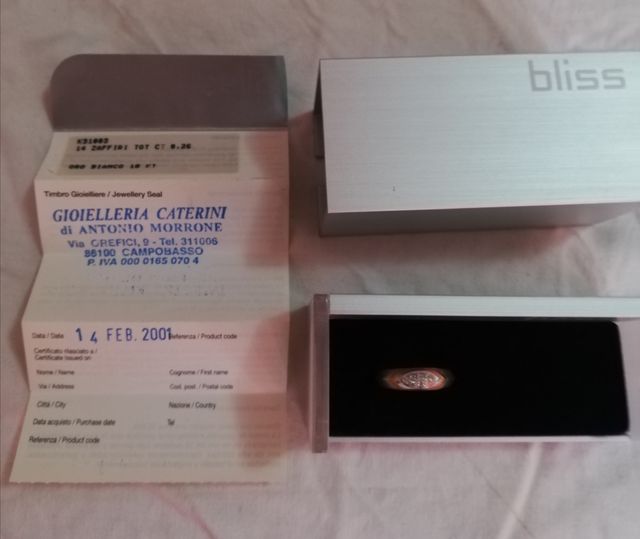 K31003
14 ZAFFIRI TOT CT 0.26
ORO BIANCO 18 KT
Timbro Gioielliere / Jewellery Seal
GIOIELLERIA CATERINI
di ANTONIO MORRONE
Via OREFICI, 9 - Tel. 311006
86100 CAMPOBASSO
P. IVA 000 0165 070 4
Data / Date 14 FEB. 2001 Referenza / Product code
Certificato rilasciato a /
Certificate issued on
Nome / Name Cognome / First name
Via / Address Cod. post. / Postal code
Città / City Nazione / Country
Data acquisto / Purchase date Tel
Referenza / Product code
bliss